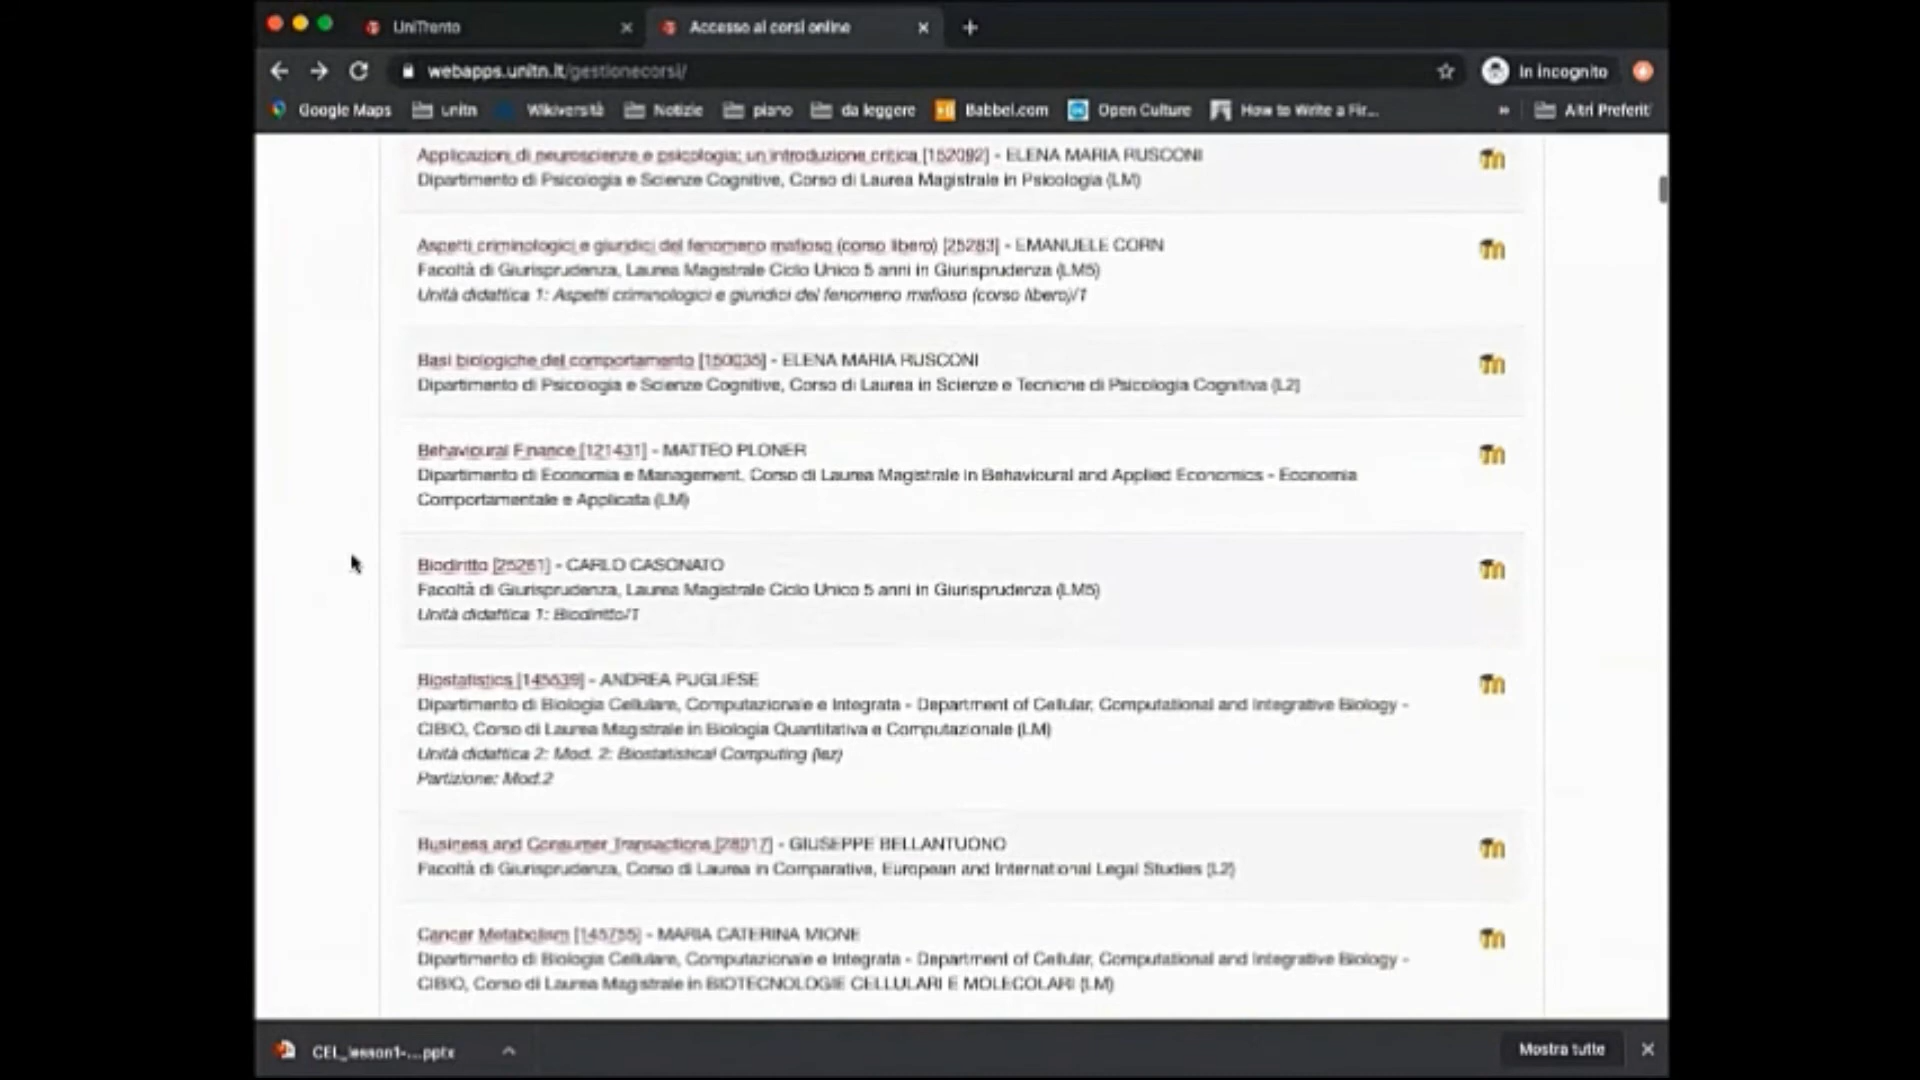 UniTrento
Accesso ai corsi online
webapps.unitn.it/gestionecorsi/
In incognito
Google Maps
unitn
Wikiversità
Notizie
piano
da leggere
Babbel.com
Open Culture
How to Write a Fir...
»
Altri Preferiti
Applicazioni di neuroscienze e psicologia: un'introduzione critica [152092] - ELENA MARIA RUSCONI
Dipartimento di Psicologia e Scienze Cognitive, Corso di Laurea Magistrale in Psicologia (LM)
Aspetti criminologici e giuridici del fenomeno mafioso (corso libero) [25283] - EMANUELE CORN
Facoltà di Giurisprudenza, Laurea Magistrale Ciclo Unico 5 anni in Giurisprudenza (LM5)
Unità didattica 1: Aspetti criminologici e giuridici del fenomeno mafioso (corso libero)/1
Basi biologiche del comportamento [150035] - ELENA MARIA RUSCONI
Dipartimento di Psicologia e Scienze Cognitive, Corso di Laurea in Scienze e Tecniche di Psicologia Cognitiva (L2)
Behavioural Finance [121431] - MATTEO PLONER
Dipartimento di Economia e Management, Corso di Laurea Magistrale in Behavioural and Applied Economics - Economia
Comportamentale e Applicata (LM)
Biodiritto [25261] - CARLO CASONATO
Facoltà di Giurisprudenza, Laurea Magistrale Ciclo Unico 5 anni in Giurisprudenza (LM5)
Unità didattica 1: Biodiritto/1
Biostatistics [145539] - ANDREA PUGLIESE
Dipartimento di Biologia Cellulare, Computazionale e Integrata - Department of Cellular, Computational and Integrative Biology -
CIBIO, Corso di Laurea Magistrale in Biologia Quantitativa e Computazionale (LM)
Unità didattica 2: Mod. 2: Biostatistical Computing (lez)
Partizione: Mod.2
Business and Consumer Transactions [28017] - GIUSEPPE BELLANTUONO
Facoltà di Giurisprudenza, Corso di Laurea in Comparative, European and International Legal Studies (L2)
Cancer Metabolism [145755] - MARIA CATERINA MIONE
Dipartimento di Biologia Cellulare, Computazionale e Integrata - Department of Cellular, Computational and Integrative Biology -
CIBIO, Corso di Laurea Magistrale in BIOTECNOLOGIE CELLULARI E MOLECOLARI (LM)
CEL_lesson1-....pptx
Mostra tutte